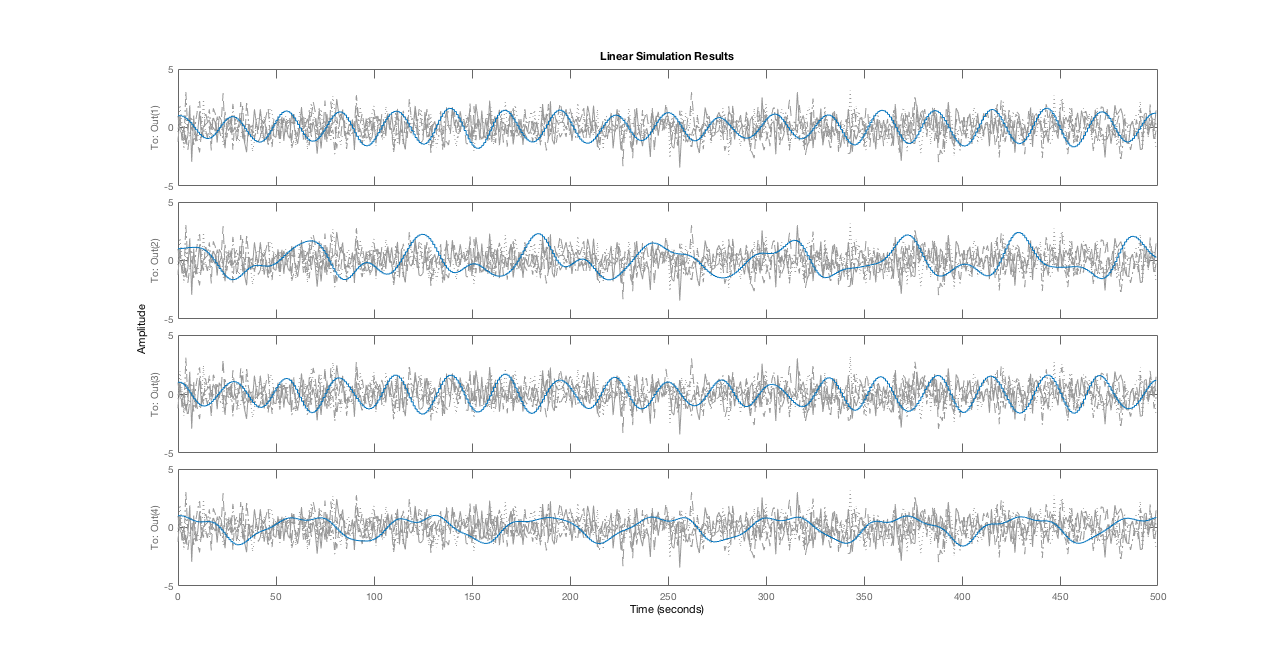 Linear Simulation Results
Amplitude
To: Out(1)
5
0
-5
To: Out(2)
5
0
-5
To: Out(3)
5
0
-5
To: Out(4)
5
0
-5
0 50 100 150 200 250 300 350 400 450 500
Time (seconds)